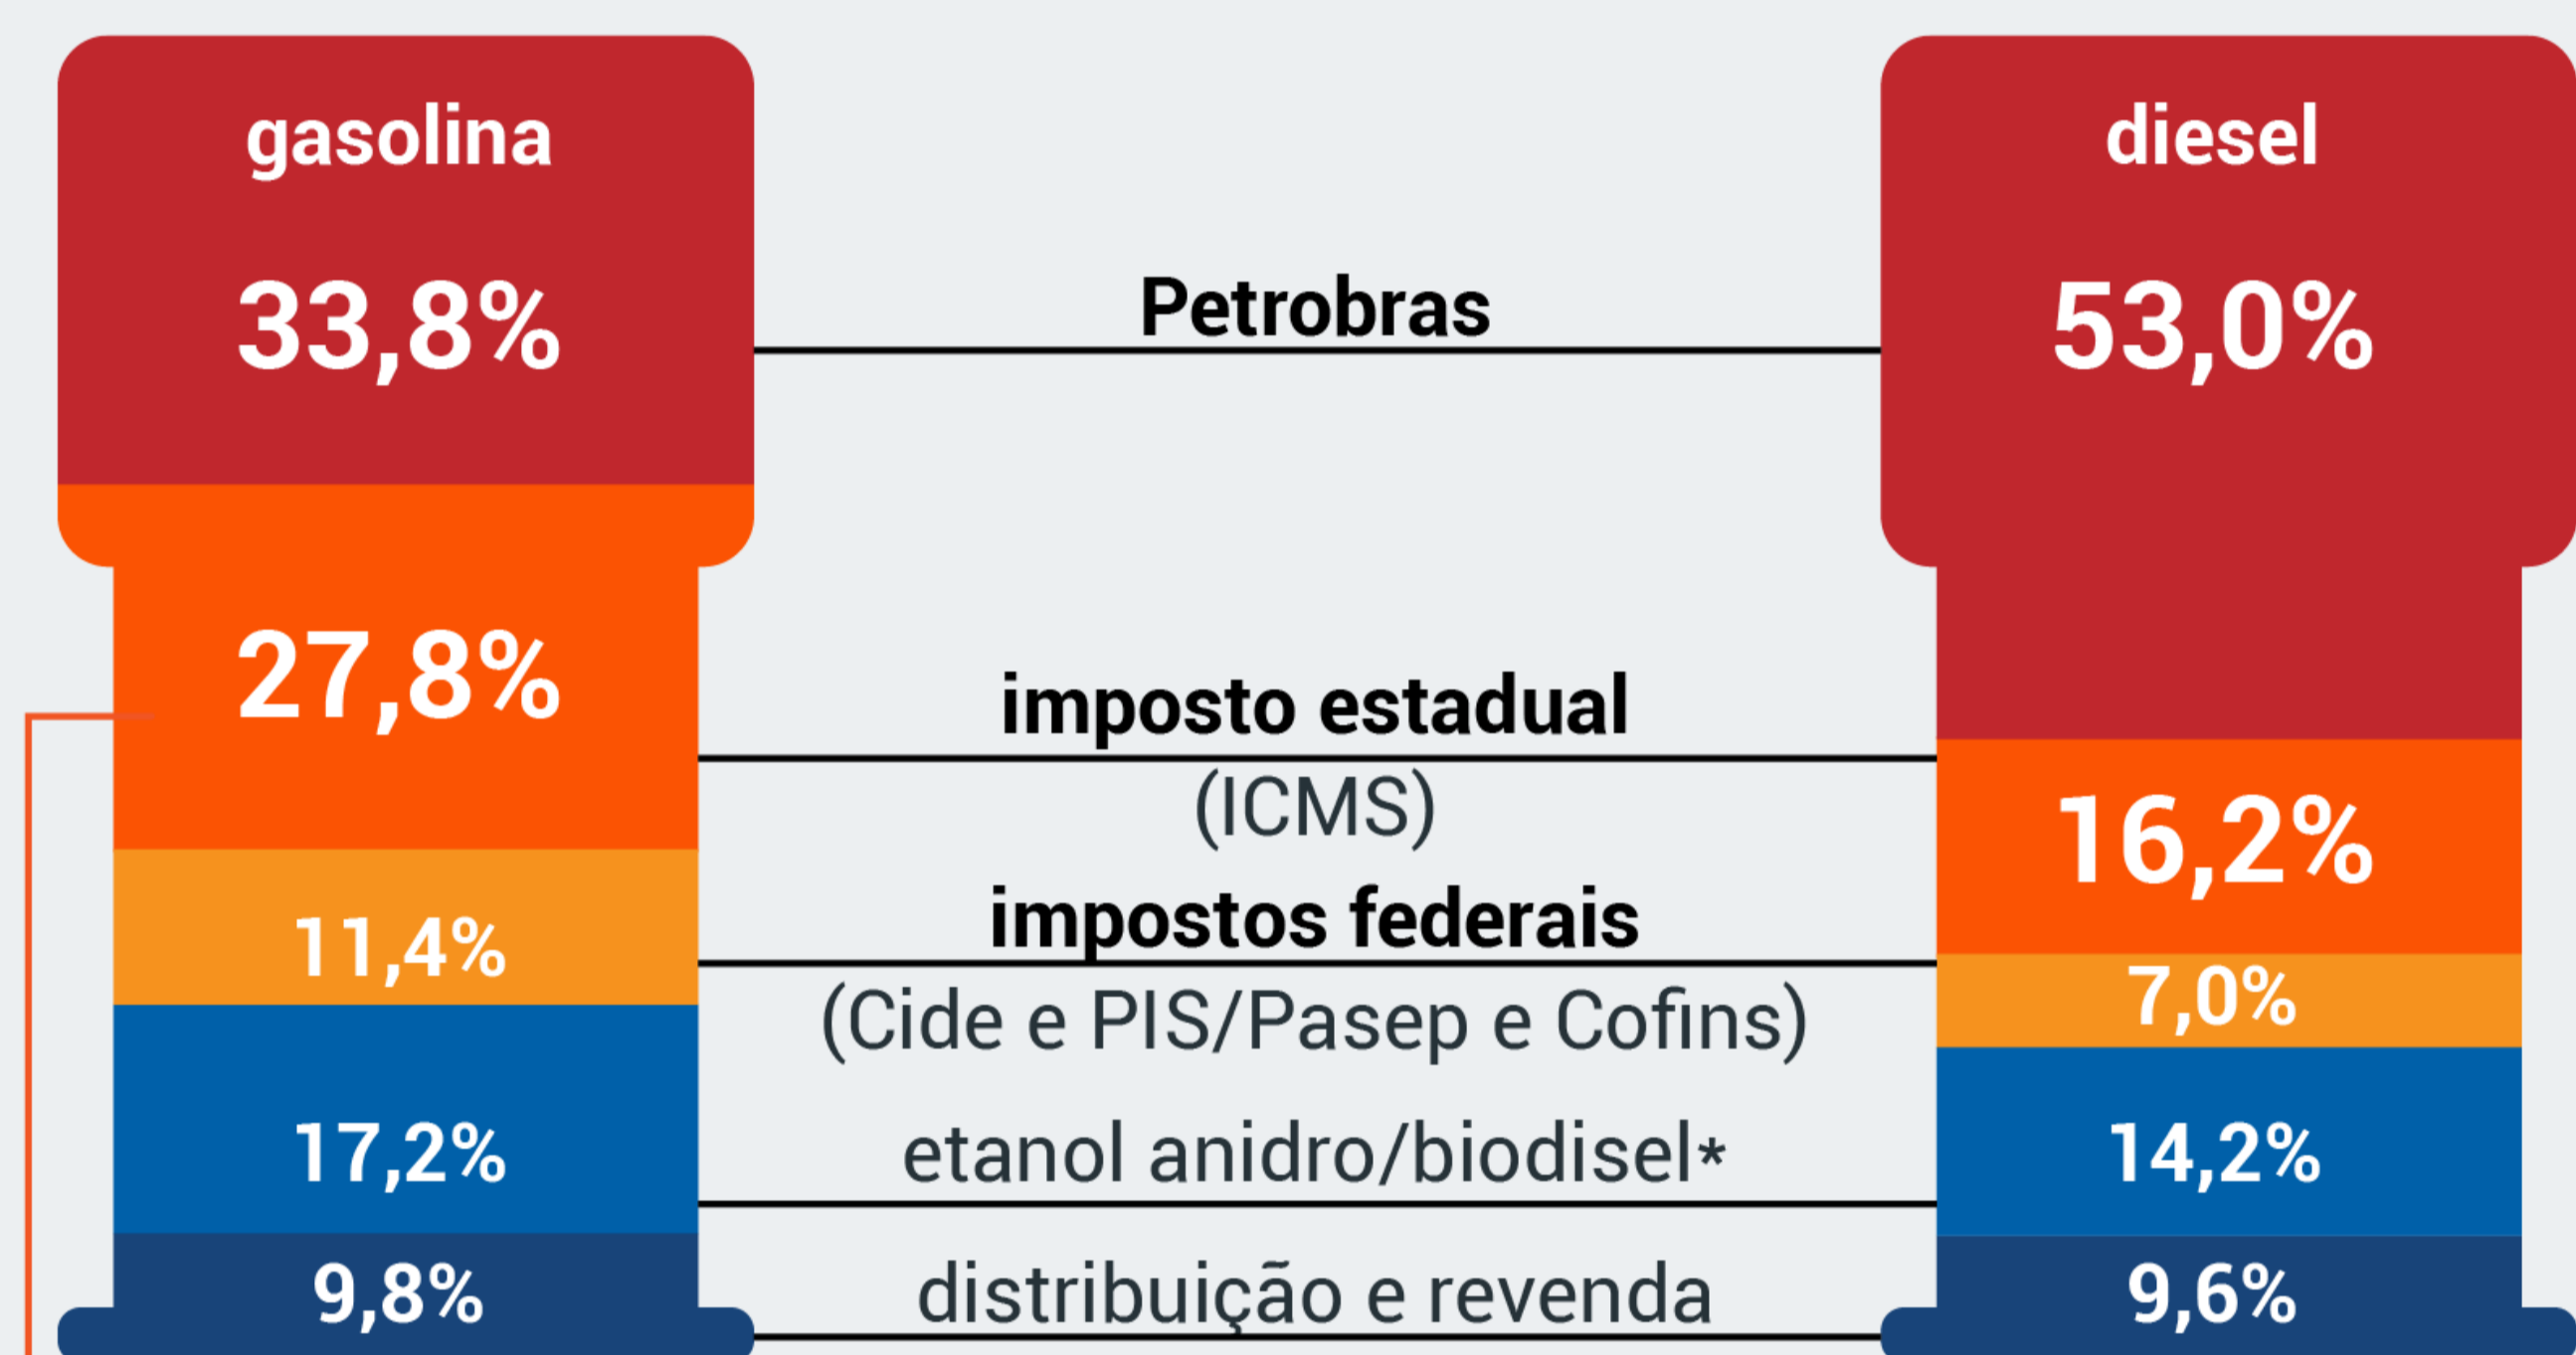 gasolina
diesel
33,8%
Petrobras
53,0%
27,8%
imposto estadual
(ICMS)
16,2%
11,4%
impostos federais
(Cide e PIS/Pasep e Cofins)
7,0%
17,2%
etanol anidro/biodisel*
14,2%
9,8%
distribuição e revenda
9,6%